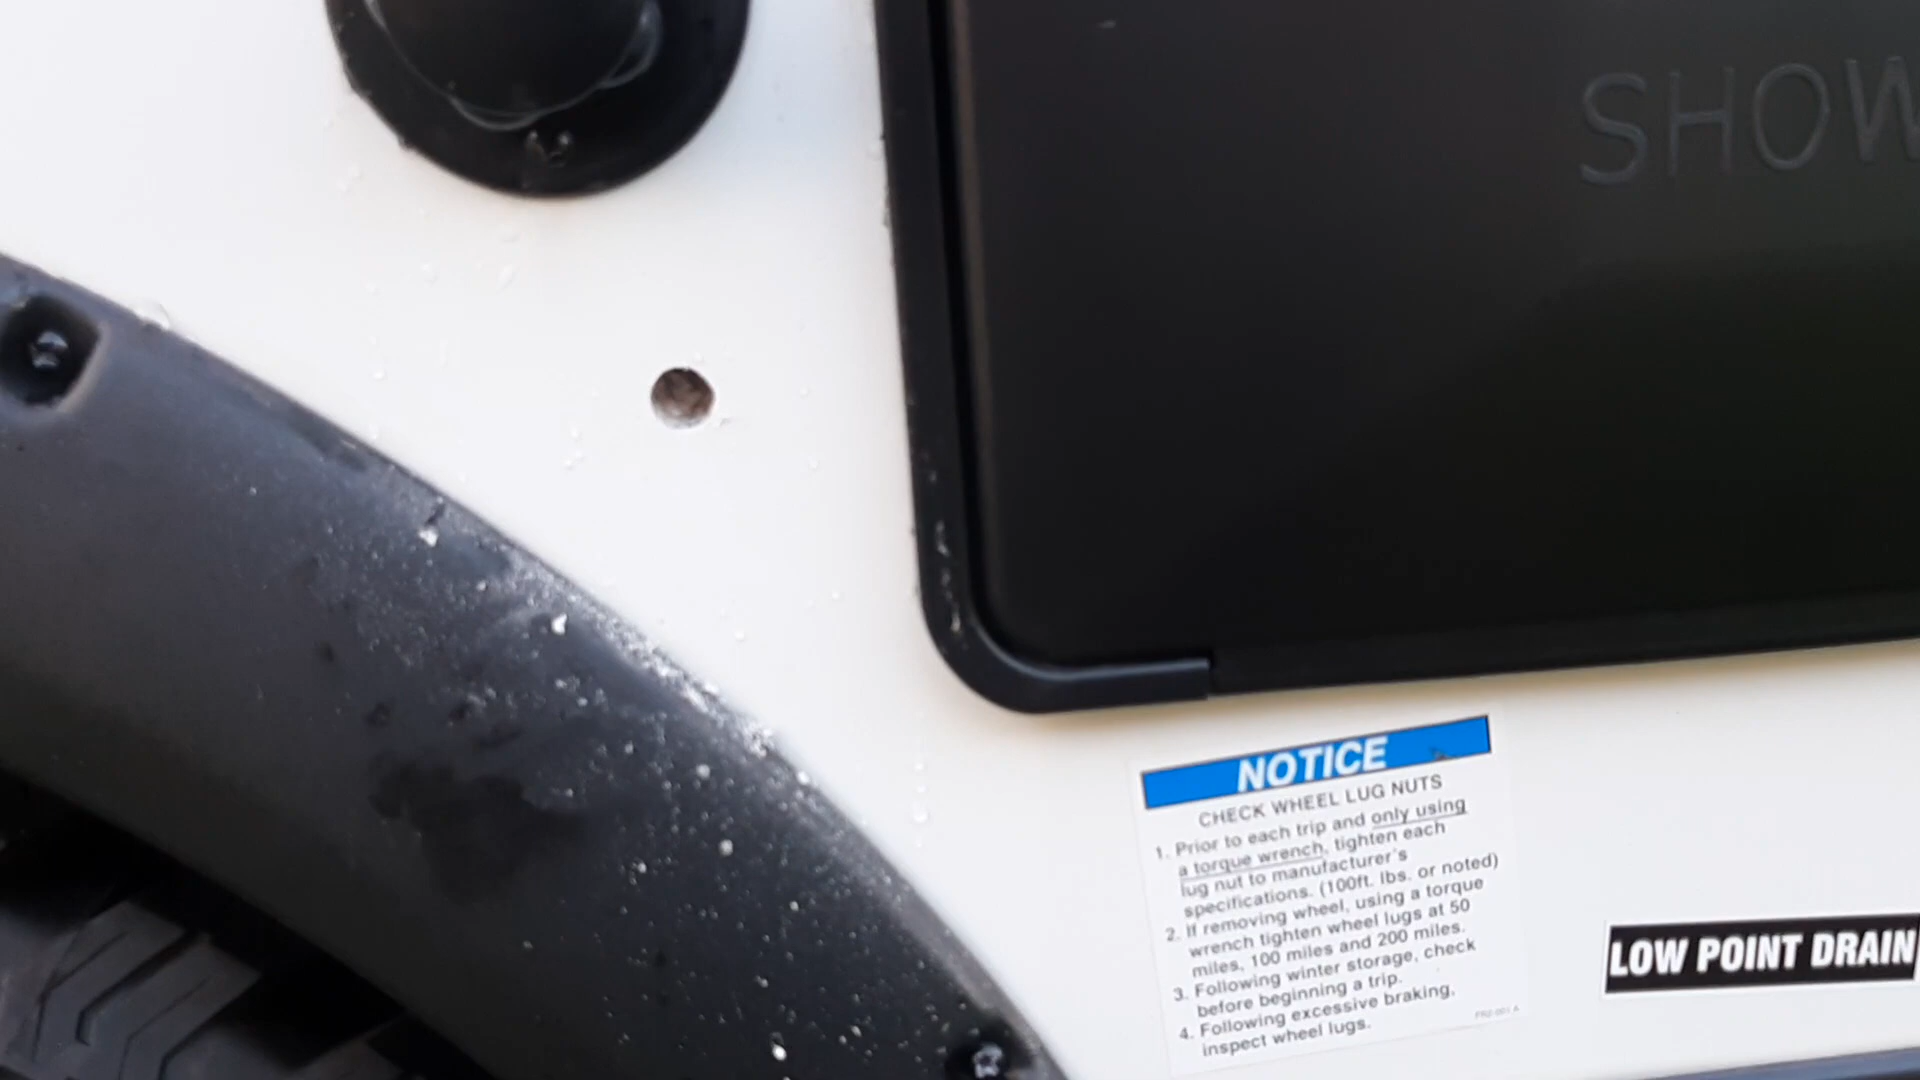 SHOW
NOTICE
CHECK WHEEL LUG NUTS
1. Prior to each trip and only using
a torque wrench, tighten each
lug nut to manufacturer's
specifications. (100ft. lbs. or noted)
2. If removing wheel, using a torque
wrench tighten wheel lugs at 50
miles, 100 miles and 200 miles.
3. Following winter storage, check
before beginning a trip.
4. Following excessive braking,
inspect wheel lugs.
LOW POINT DRAIN